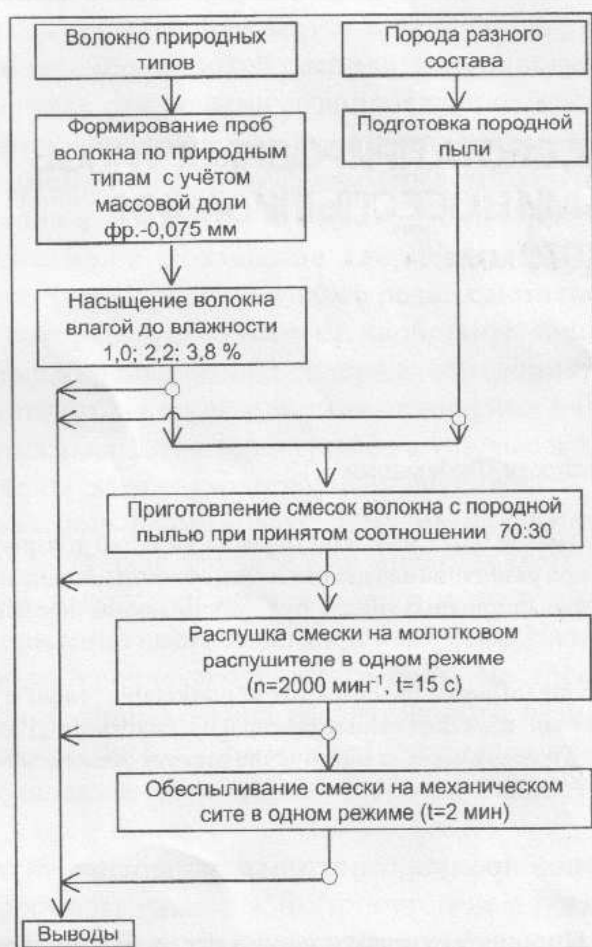 Волокно природных
типов
Порода разного
состава
Формирование проб
волокна по природным
типам с учётом
массовой доли
фр.-0,075 мм
Подготовка породной
пыли
Насыщение волокна
влагой до влажности
1,0; 2,2; 3,8 %
Приготовление смесок волокна с породной
пылью при принятом соотношении 70:30
Распушка смески на молотковом
распушителе в одном режиме
(n=2000 мин⁻¹, t=15 с)
Обеспыливание смески на механическом
сите в одном режиме (t=2 мин)
Выводы